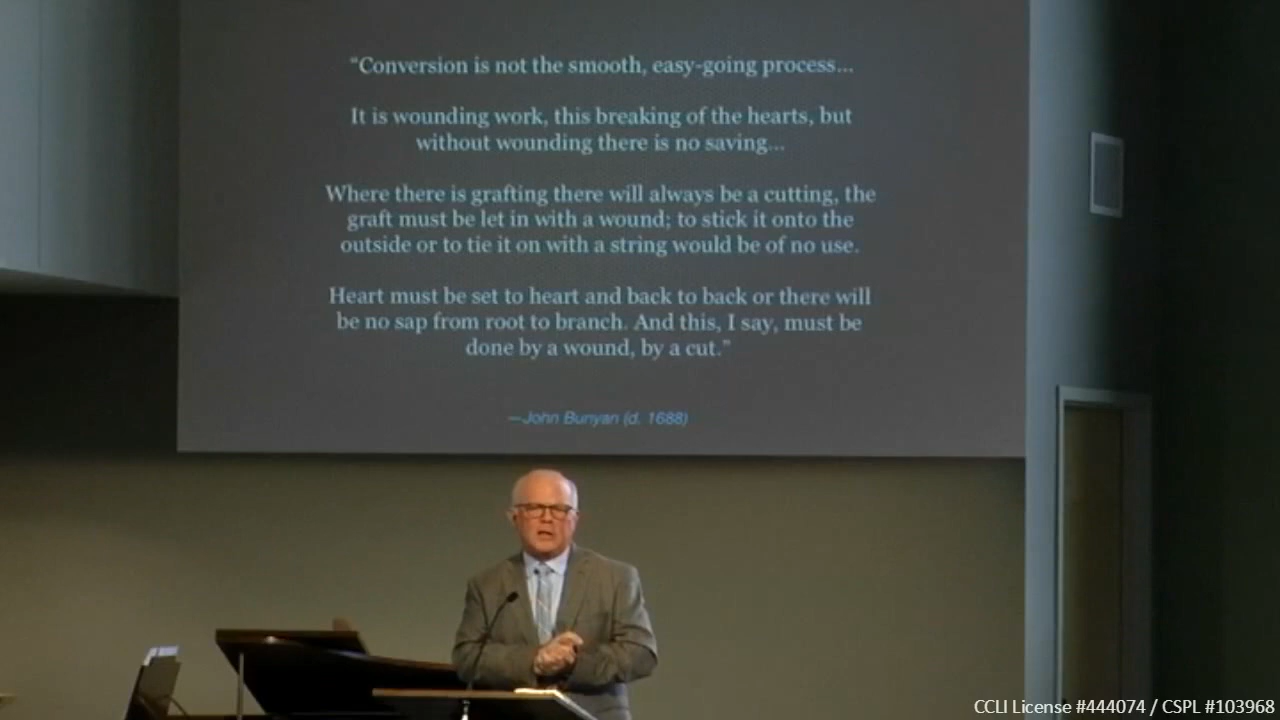 “Conversion is not the smooth, easy-going process...
It is wounding work, this breaking of the hearts, but
without wounding there is no saving...
Where there is grafting there will always be a cutting, the
graft must be let in with a wound; to stick it onto the
outside or to tie it on with a string would be of no use.
Heart must be set to heart and back to back or there will
be no sap from root to branch. And this, I say, must be
done by a wound, by a cut.”
—John Bunyan (d. 1688)
CCLI License #444074 / CSPL #103968